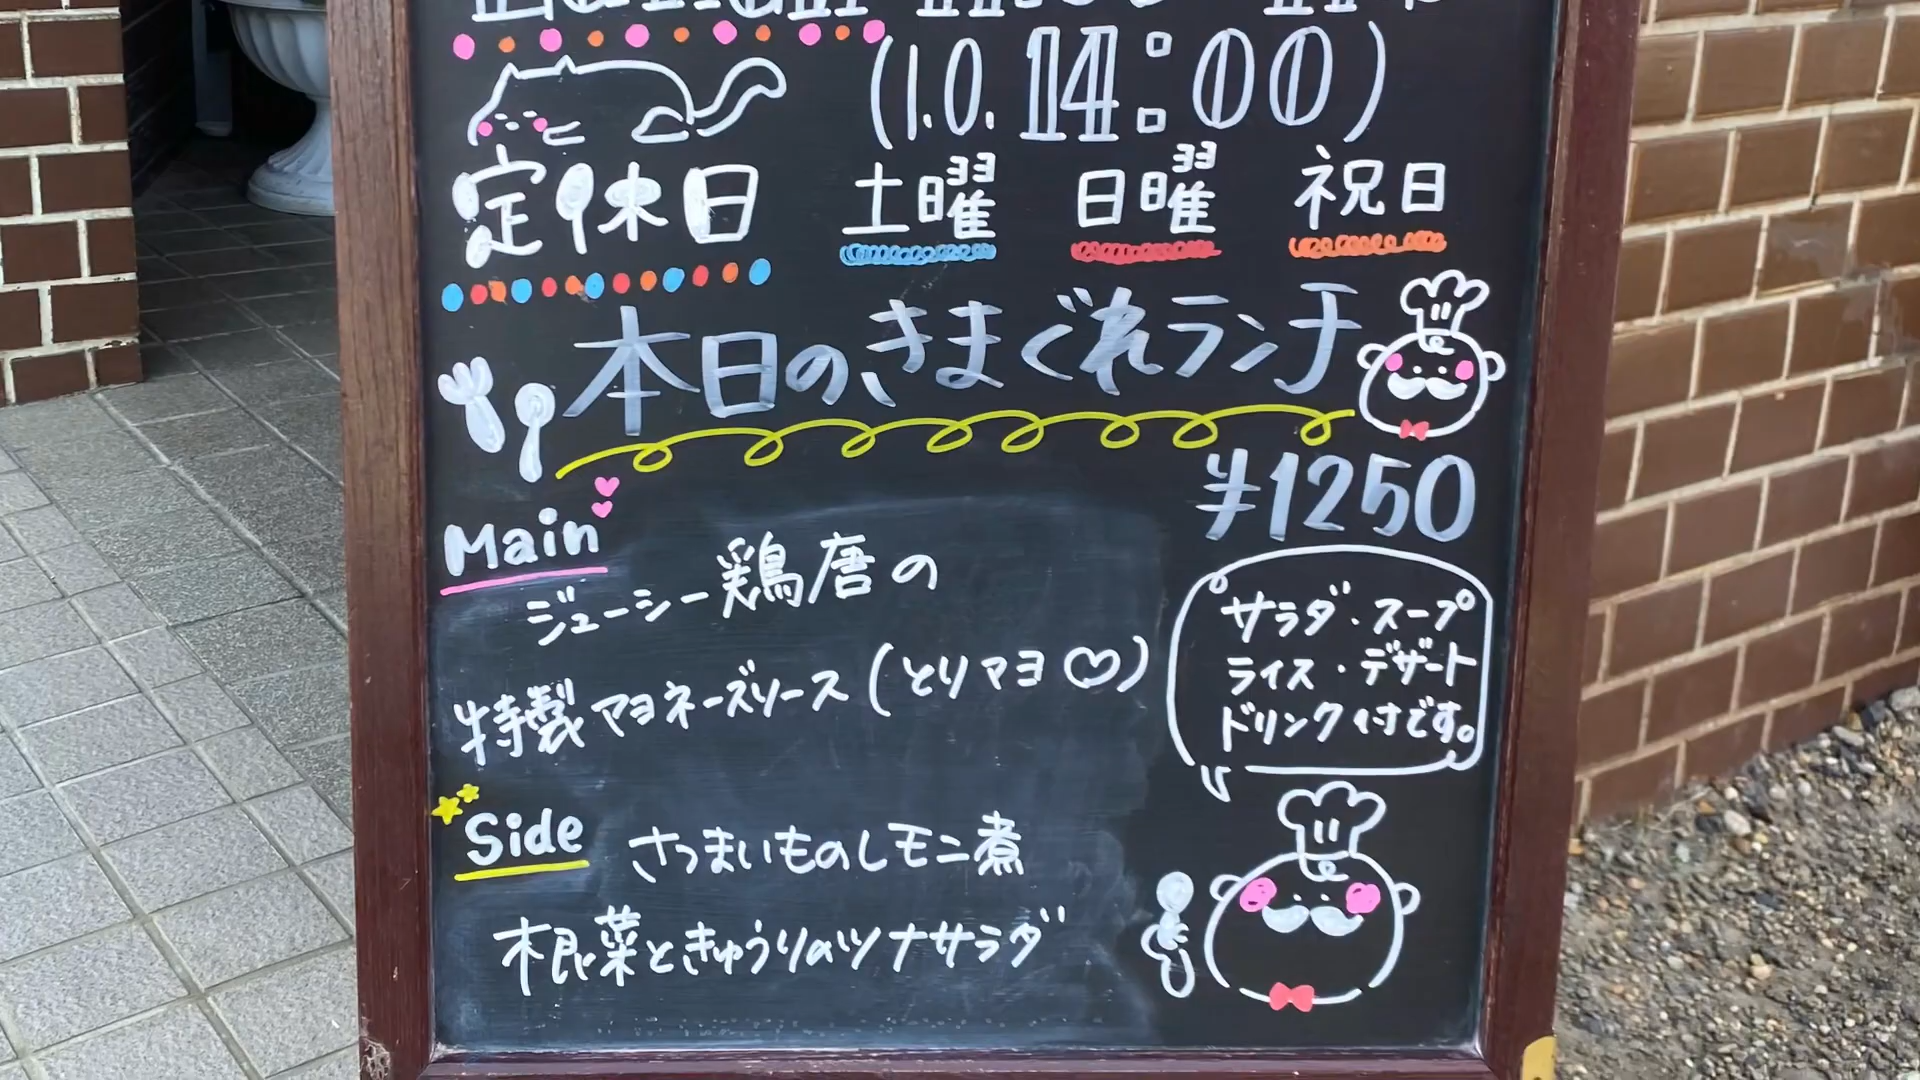 (l.o. 14:00)
定休日 土曜 日曜 祝日
本日の、きまぐれランチ
¥1250
Main
ジューシー鶏唐の
特製マヨネーズソース(とりマヨ♡)
サラダ・スープ
ライス・デザート
ドリンク付です。
Side さつまいものレモン煮
根菜ときゅうりのツナサラダ